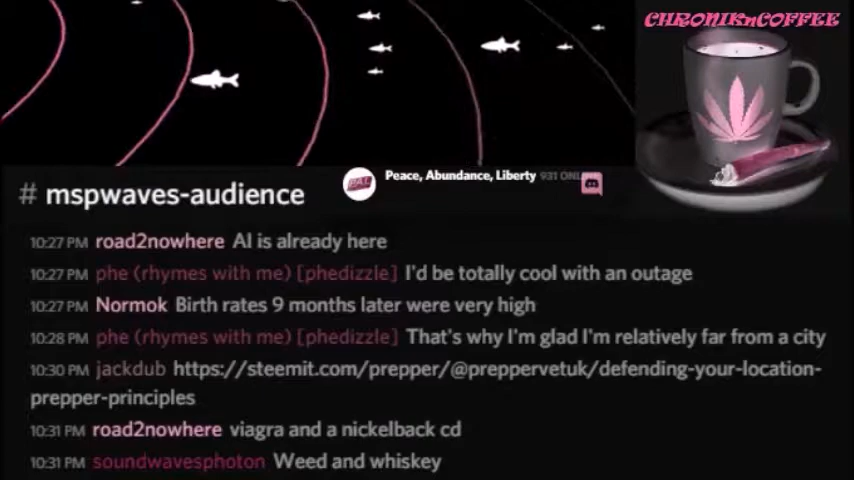 CHRONIKnCOFFEE
# mspwaves-audience
PAL
Peace, Abundance, Liberty 931 ONLINE
10:27 PM road2nowhere AI is already here
10:27 PM phe (rhymes with me) [phedizzle] I'd be totally cool with an outage
10:27 PM Normok Birth rates 9 months later were very high
10:28 PM phe (rhymes with me) [phedizzle] That's why I'm glad I'm relatively far from a city
10:30 PM jackdub https://steemit.com/prepper/@preppervetuk/defending-your-location-
prepper-principles
10:31 PM road2nowhere viagra and a nickelback cd
10:31 PM soundwavesphoton Weed and whiskey